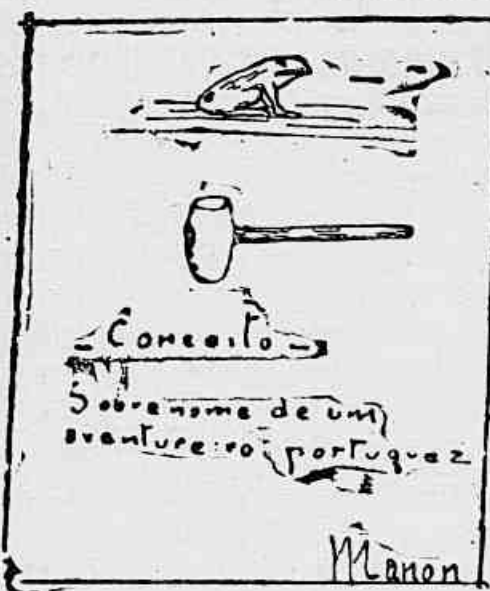 - Conceito -
Sobrenome de um
aventureiro portuguez
Manon